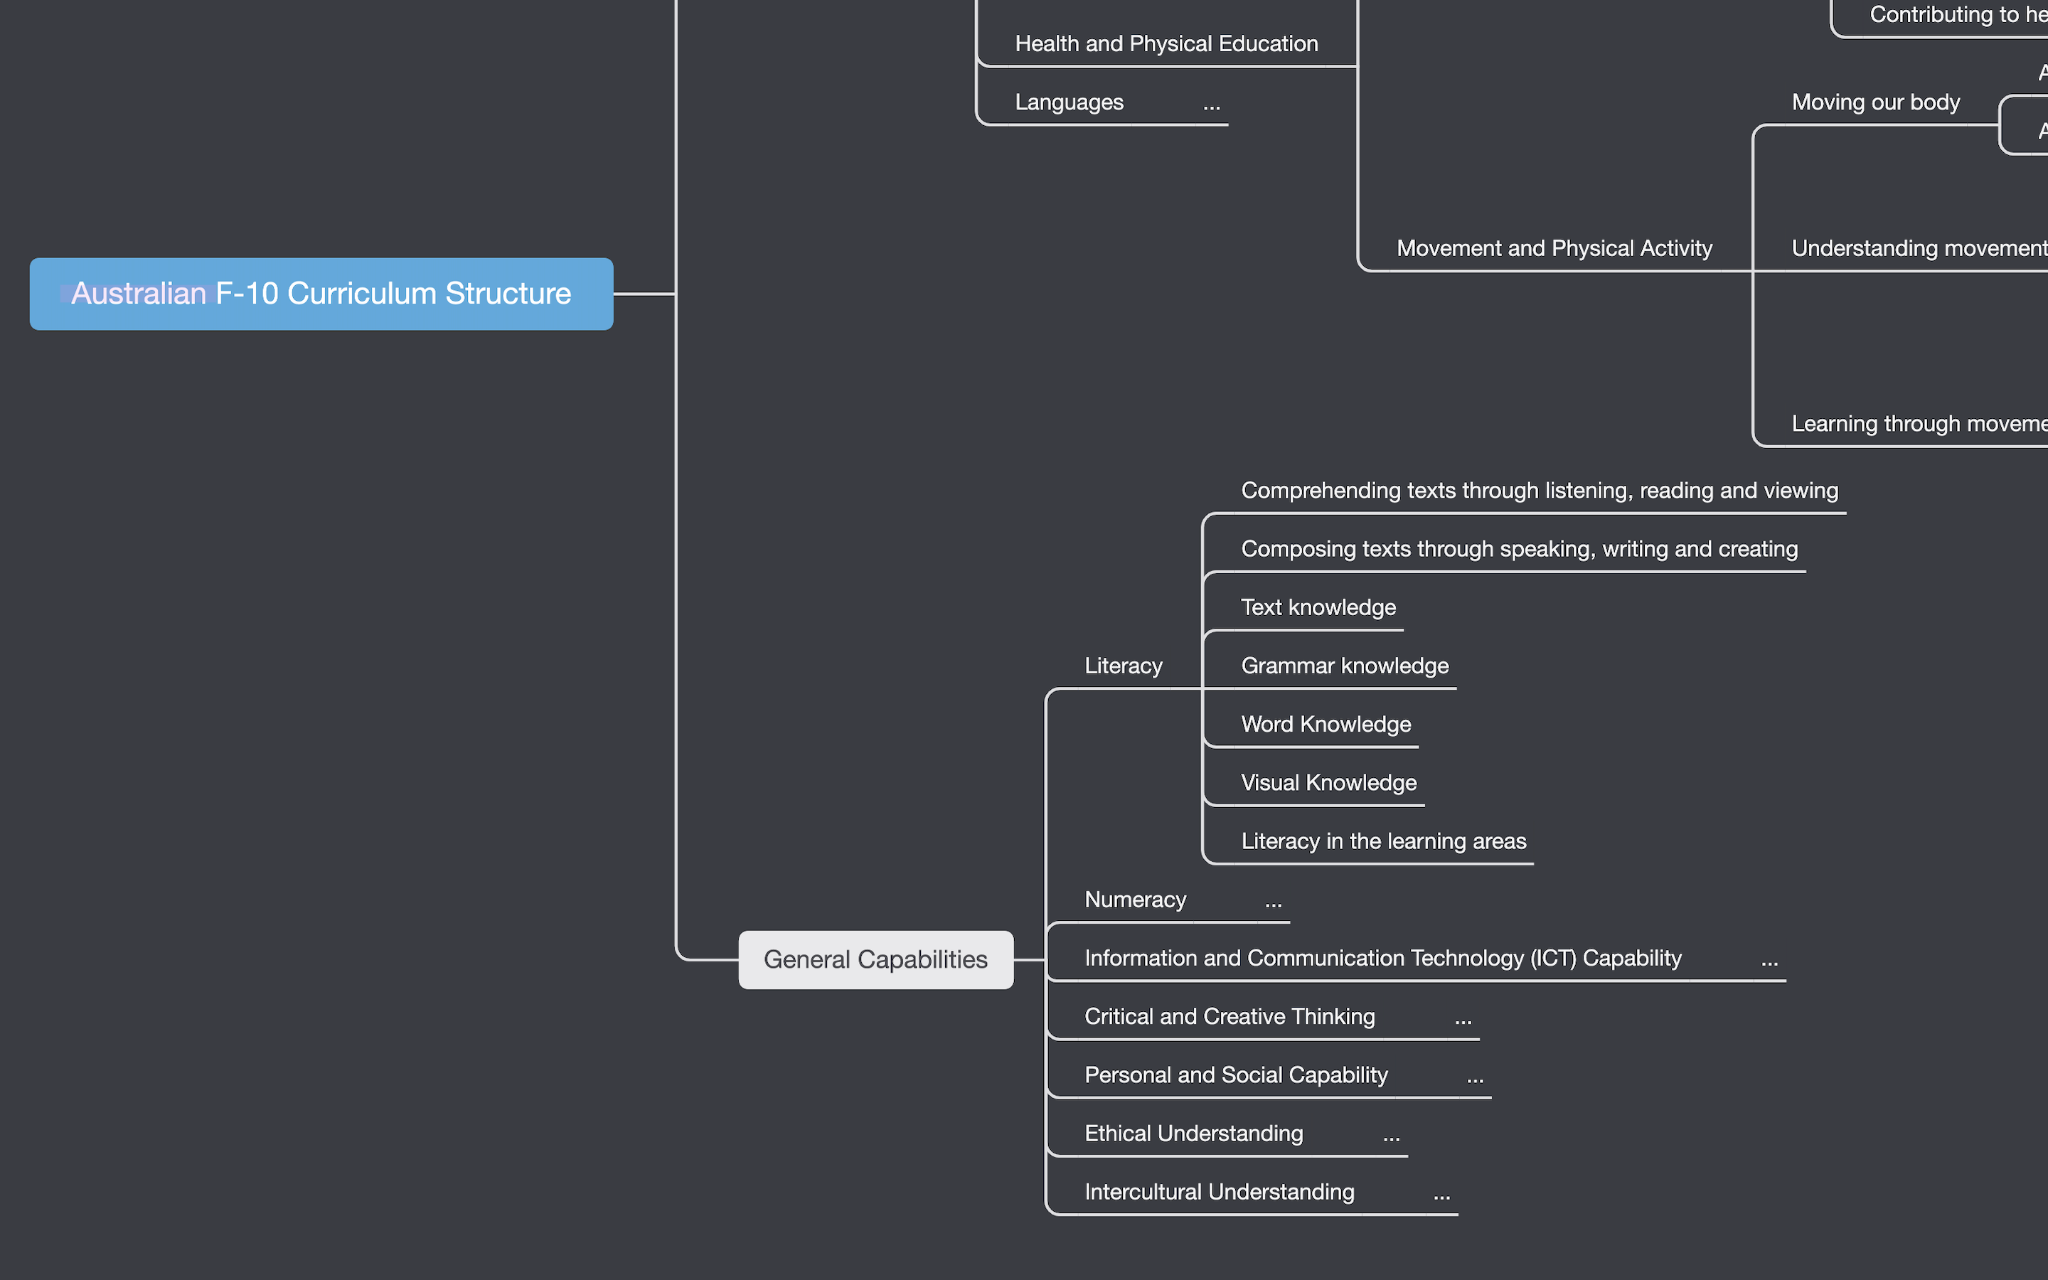 Contributing to
Health and Physical Education
Languages ...
Moving our body
Australian F-10 Curriculum Structure
Movement and Physical Activity
Understanding movement
Learning through
Comprehending texts through listening, reading and viewing
Composing texts through speaking, writing and creating
Text knowledge
Literacy
Grammar knowledge
Word Knowledge
Visual Knowledge
Literacy in the learning areas
Numeracy ...
General Capabilities
Information and Communication Technology (ICT) Capability ...
Critical and Creative Thinking ...
Personal and Social Capability ...
Ethical Understanding ...
Intercultural Understanding ...